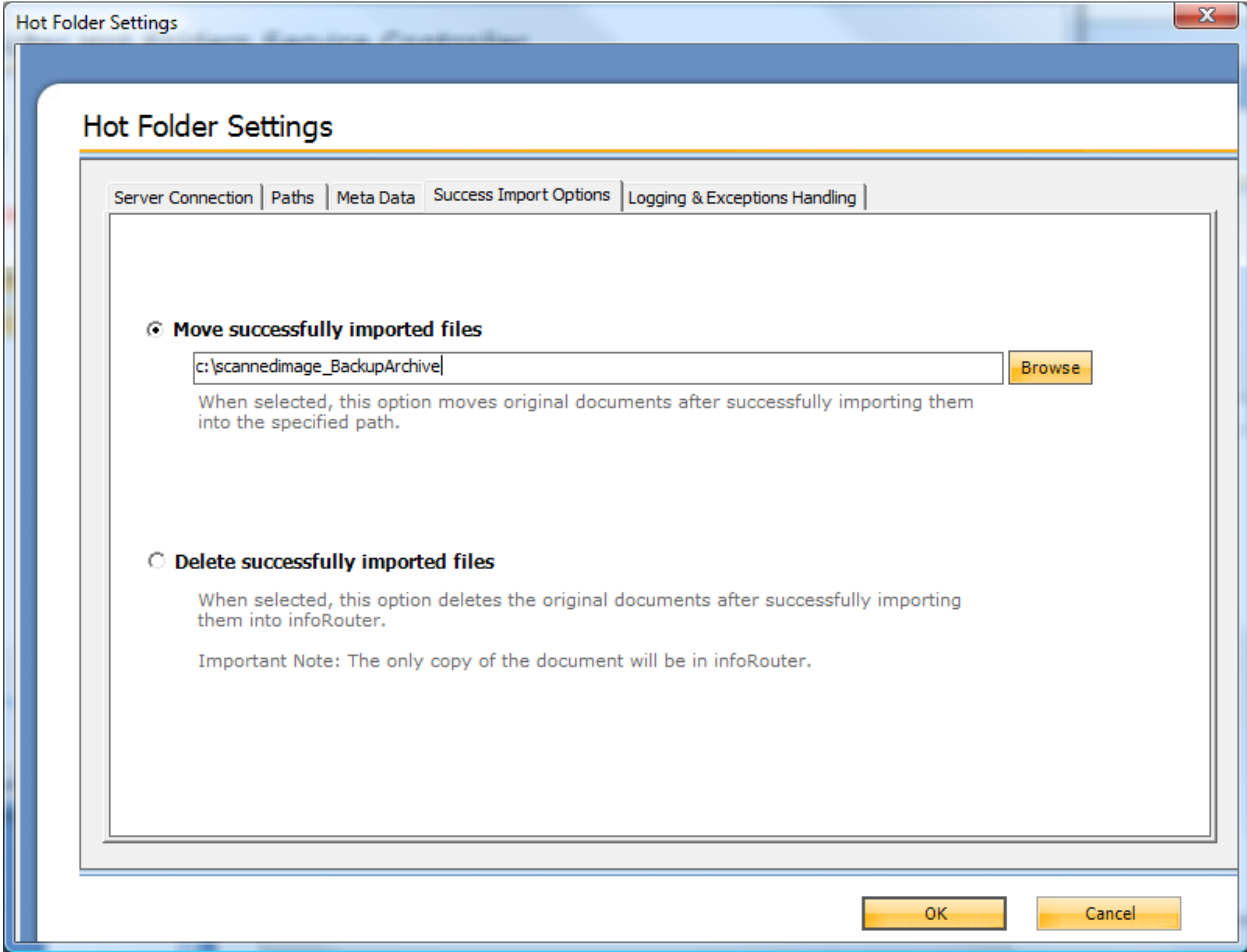 Hot Folder Settings
Hot Folder Settings
Server Connection
Paths
Meta Data
Success Import Options
Logging & Exceptions Handling
Move successfully imported files
c:\scannedimage_BackupArchive
Browse
When selected, this option moves original documents after successfully importing them
into the specified path.
Delete successfully imported files
When selected, this option deletes the original documents after successfully importing
them into infoRouter.
Important Note: The only copy of the document will be in infoRouter.
OK
Cancel